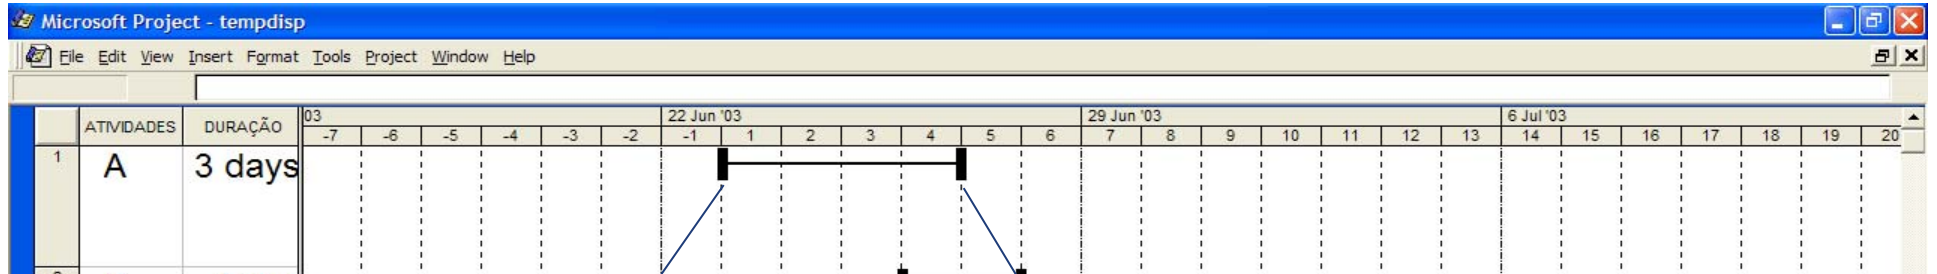 Microsoft Project - tempdisp
File Edit View Insert Format Tools Project Window Help
ATIVIDADES DURAÇÃO 03 22 Jun '03 29 Jun '03 6 Jul '03
-7 -6 -5 -4 -3 -2 -1 1 2 3 4 5 6 7 8 9 10 11 12 13 14 15 16 17 18 19 20
1 A 3 days